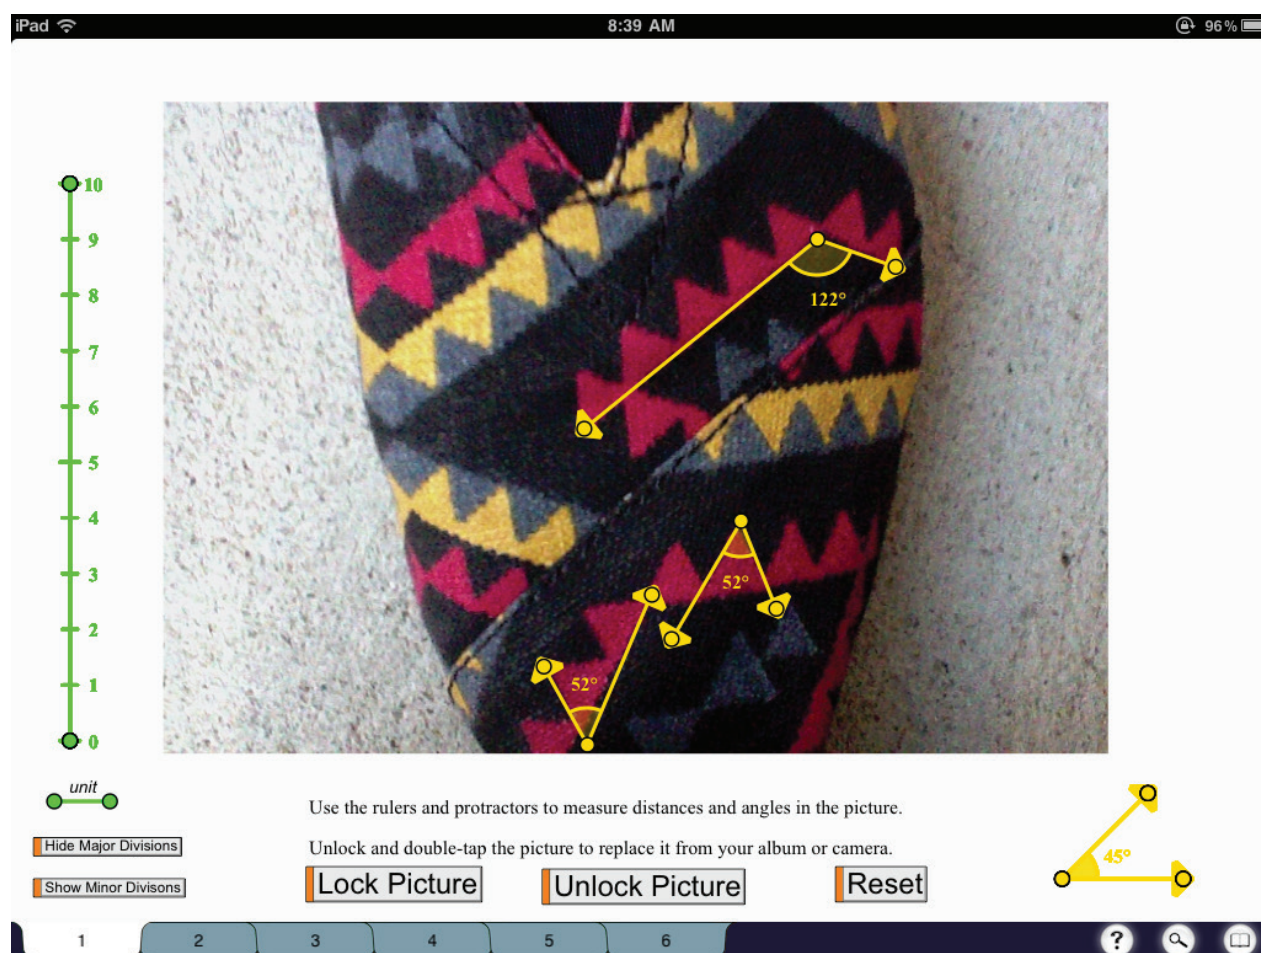 iPad 8:39 AM 96%
10
9
8
7
6
5
4
3
2
1
0
122°
52°
52°
unit
Hide Major Divisions
Show Minor Divisons
Use the rulers and protractors to measure distances and angles in the picture.
Unlock and double-tap the picture to replace it from your album or camera.
Lock Picture Unlock Picture Reset
45°
1 2 3 4 5 6 ?